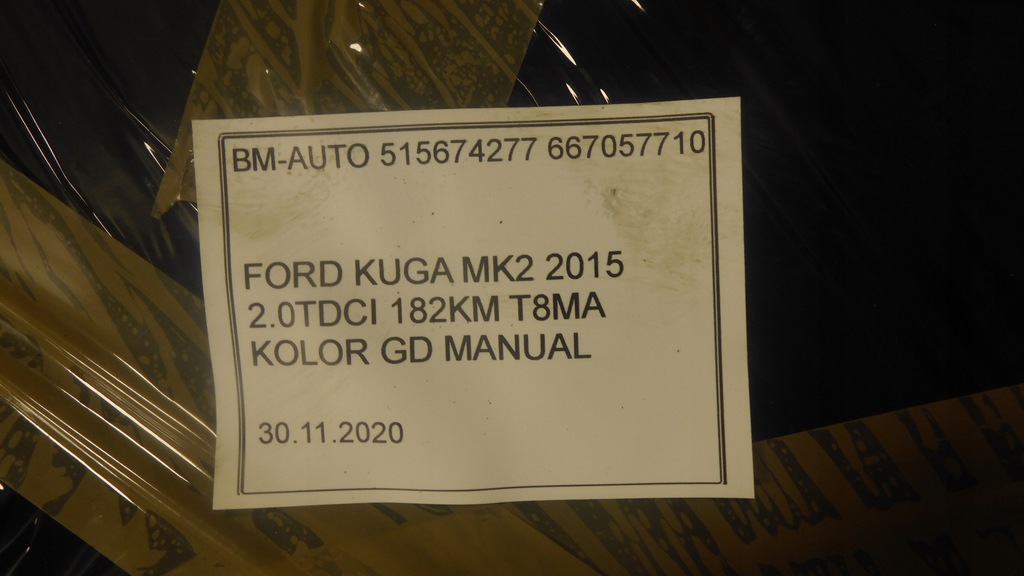 BM-AUTO 515674277 667057710
FORD KUGA MK2 2015
2.0TDCI 182KM T8MA
KOLOR GD MANUAL
30.11.2020